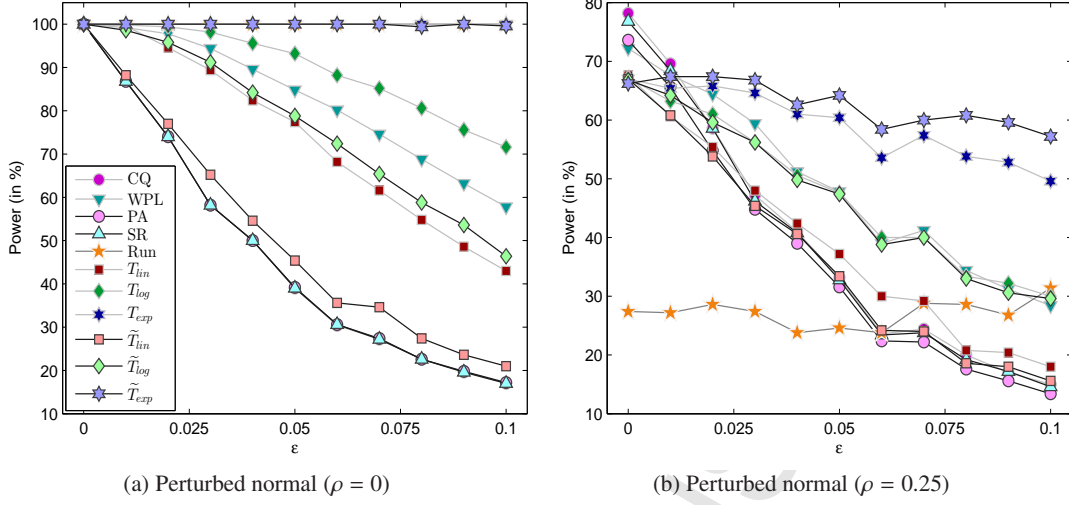 100
90
80
70
60
50
40
30
20
10
Power (in %)
CQ
WPL
PA
SR
Run
T_lin
T_log
T_exp
T̃_lin
T̃_log
T̃_exp
0 0.025 0.05 0.075 0.1
ε
(a) Perturbed normal (ρ = 0)
80
70
60
50
40
30
20
10
Power (in %)
0 0.025 0.05 0.075 0.1
ε
(b) Perturbed normal (ρ = 0.25)